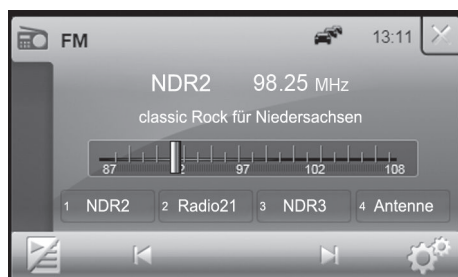 FM 13:11
NDR2 98.25 MHz
classic Rock für Niedersachsen
87 2 97 102 108
1 NDR2 2 Radio21 3 NDR3 4 Antenne